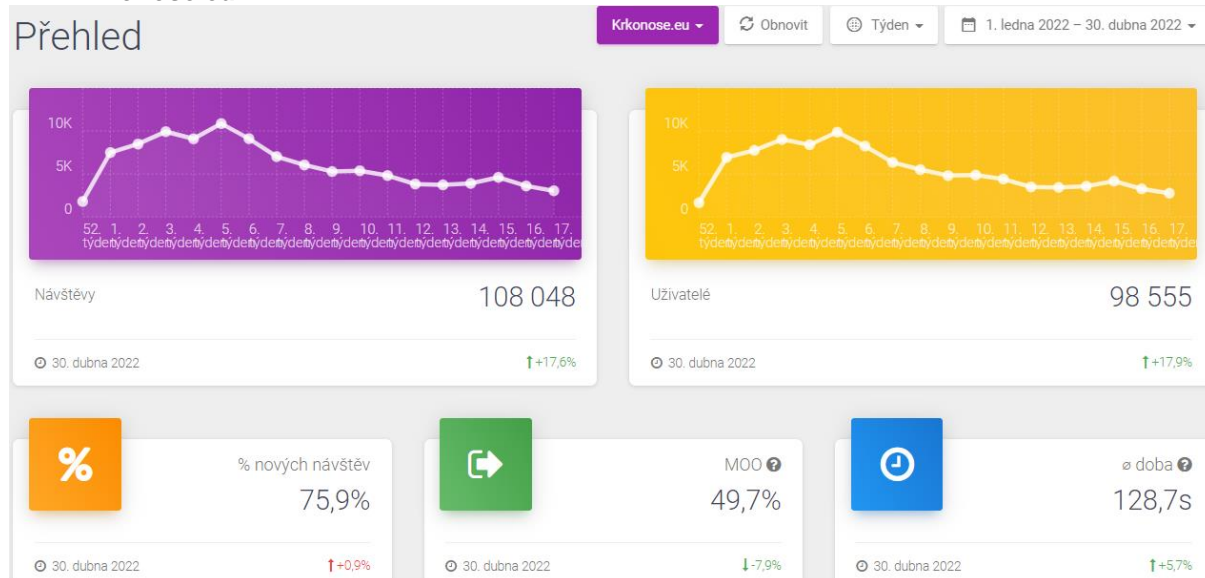 Přehled
Krkonose.eu
Obnovit
Týden
1. ledna 2022 – 30. dubna 2022
10K
5K
0
52. 1. 2. 3. 4. 5. 6. 7. 8. 9. 10. 11. 12. 13. 14. 15. 16. 17.
týden
10K
5K
0
52. 1. 2. 3. 4. 5. 6. 7. 8. 9. 10. 11. 12. 13. 14. 15. 16. 17.
týden
Návštěvy
108 048
30. dubna 2022
+17,6%
Uživatelé
98 555
30. dubna 2022
+17,9%
%
% nových návštěv
75,9%
30. dubna 2022
+0,9%
MOO ?
49,7%
30. dubna 2022
-7,9%
ø doba ?
128,7s
30. dubna 2022
+5,7%